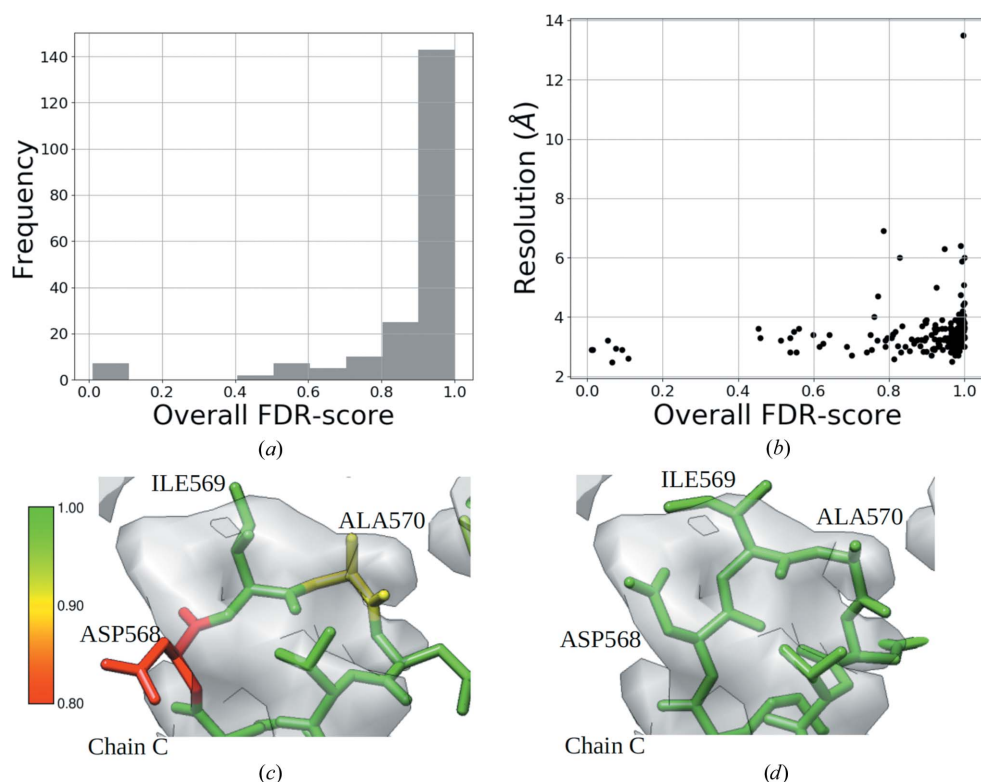 Frequency
140
120
100
80
60
40
20
0
0.0 0.2 0.4 0.6 0.8 1.0
Overall FDR-score
(a)
Resolution (Å)
14
12
10
8
6
4
2
0.0 0.2 0.4 0.6 0.8 1.0
Overall FDR-score
(b)
1.00
0.90
0.80
ILE569
ALA570
ASP568
Chain C
(c)
ILE569
ALA570
ASP568
Chain C
(d)